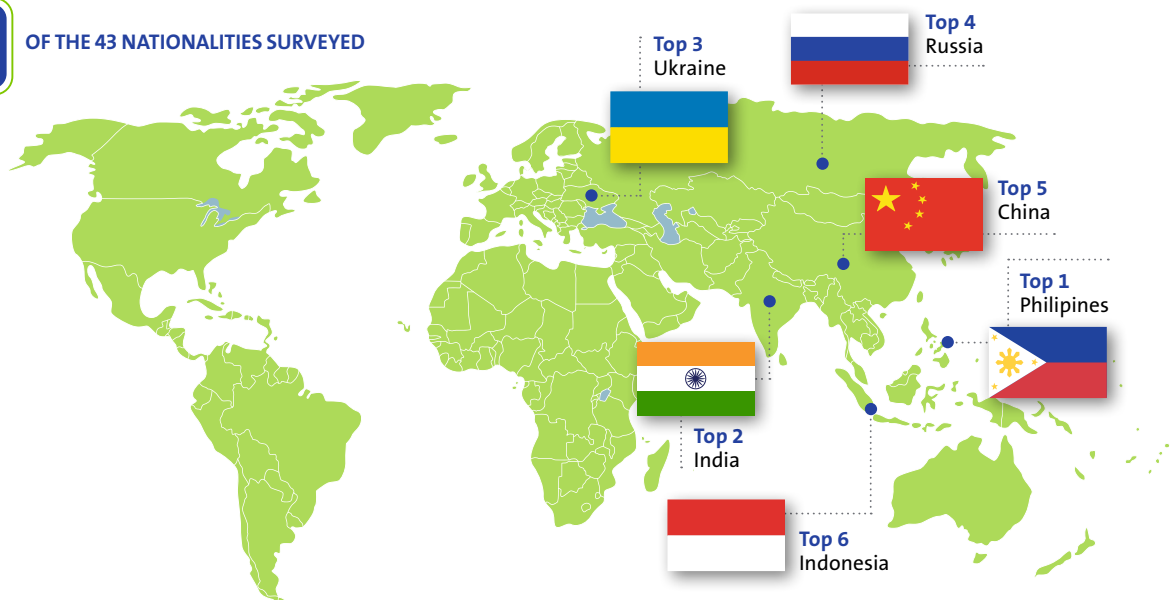 OF THE 43 NATIONALITIES SURVEYED
Top 4
Russia
Top 3
Ukraine
Top 5
China
Top 1
Philipines
Top 2
India
Top 6
Indonesia